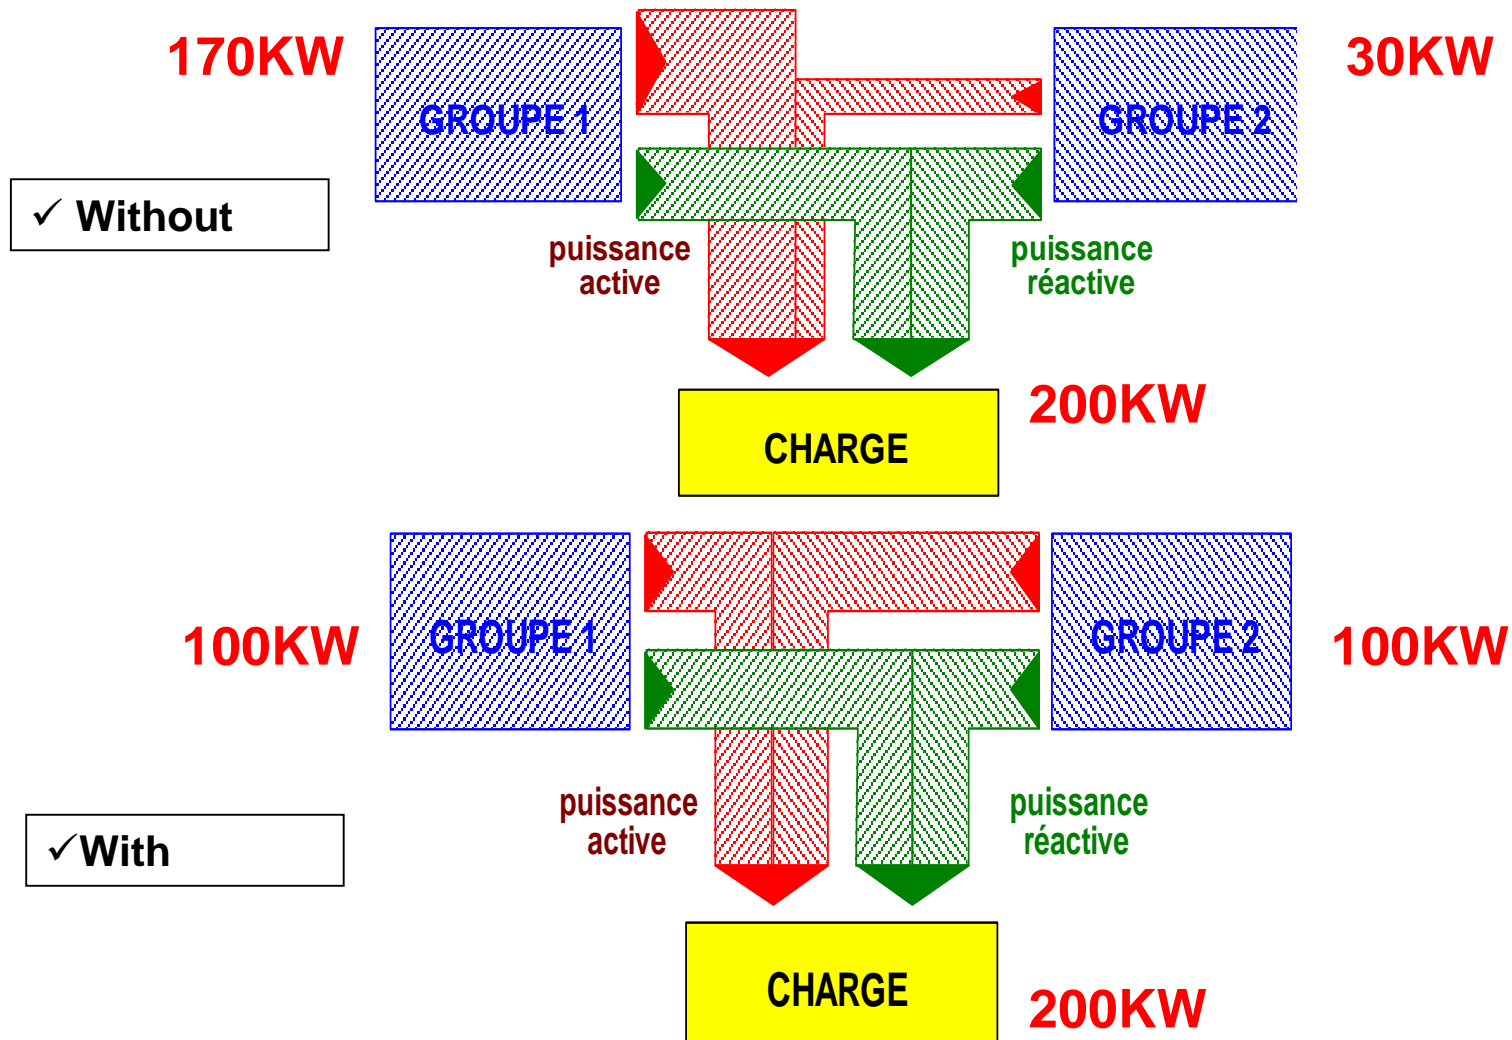 170KW
GROUPE 1
GROUPE 2
30KW
✓ Without
puissance
active
puissance
réactive
CHARGE
200KW
100KW
GROUPE 1
GROUPE 2
100KW
puissance
active
puissance
réactive
✓With
CHARGE
200KW